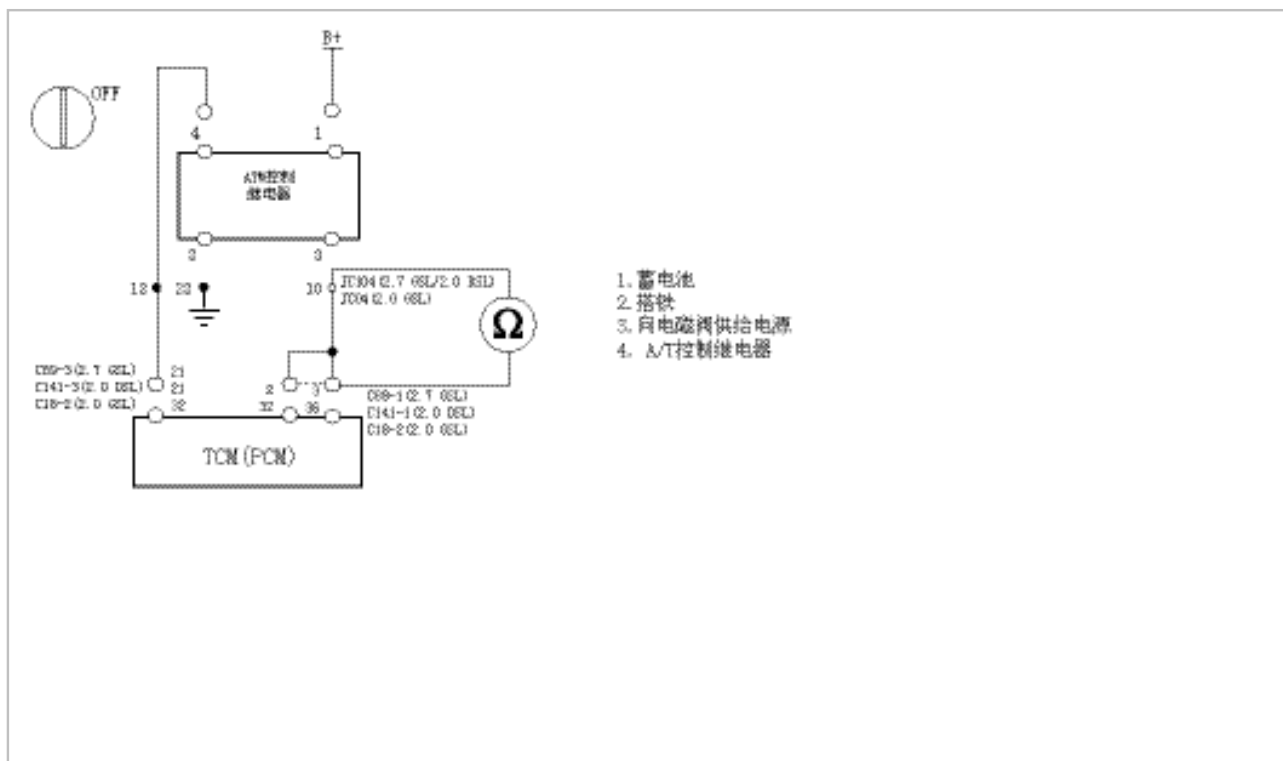 B+
OFF
4 1
ATM控制
继电器
2 3
12 22 10
JC104(2.7 GSL/2.0 DSL)
JC04(2.0 GSL)
Ω
C89-3(2.7 GSL) 21
C141-3(2.0 DSL) 21
C18-2(2.0 GSL) 32
2 3
32 36
C89-1(2.7 GSL)
C141-1(2.0 DSL)
C18-2(2.0 GSL)
TCM(PCM)
1. 蓄电池
2. 搭铁
3. 向电磁阀供给电源
4. A/T控制继电器